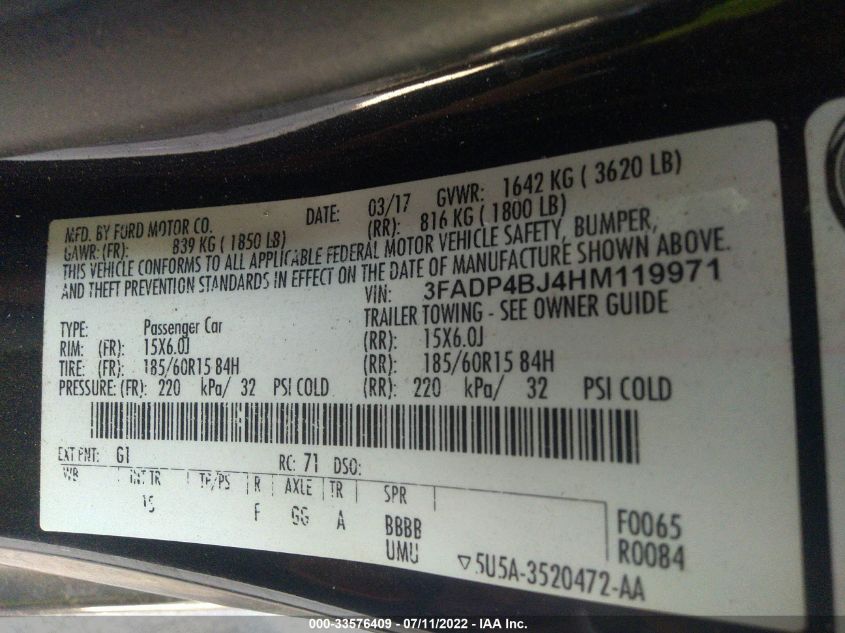 MFD. BY FORD MOTOR CO.
DATE: 03/17 GVWR: 1642 KG ( 3620 LB)
GAWR: (FR): 839 KG ( 1850 LB) (RR): 816 KG ( 1800 LB)
THIS VEHICLE CONFORMS TO ALL APPLICABLE FEDERAL MOTOR VEHICLE SAFETY, BUMPER,
AND THEFT PREVENTION STANDARDS IN EFFECT ON THE DATE OF MANUFACTURE SHOWN ABOVE.
VIN: 3FADP4BJ4HM119971
TYPE: Passenger Car TRAILER TOWING - SEE OWNER GUIDE
RIM: (FR): 15X6.0J (RR): 15X6.0J
TIRE: (FR): 185/60R15 84H (RR): 185/60R15 84H
PRESSURE: (FR): 220 kPa/ 32 PSI COLD (RR): 220 kPa/ 32 PSI COLD
EXT PNT: G1 RC: 71 DSO:
WB INT TR TP/PS R AXLE TR SPR
15 F GG A BBBB F0065
UMU R0084
▽5U5A-3520472-AA
000-33576409 - 07/11/2022 - IAA Inc.